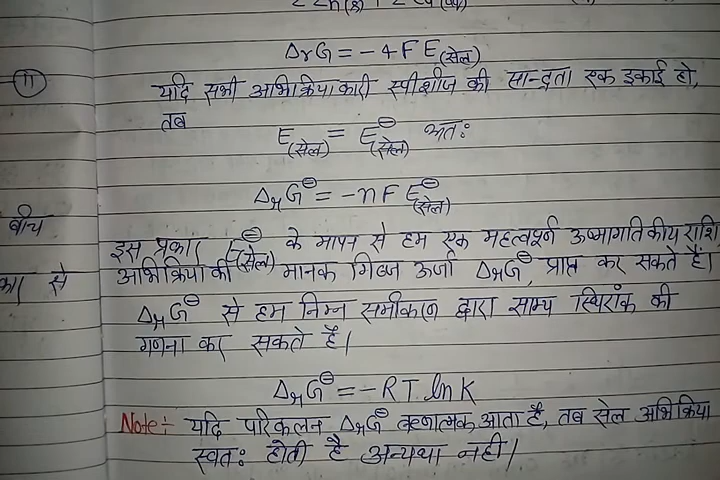 ΔrG = -4FE(सेल)
11
यदि सभी अभिक्रियाकारी स्पीशीज की सान्द्रता एक इकाई हो,
तब
E(सेल) = E⊖(सेल) अतः
ΔrG⊖ = -nFE⊖(सेल)
बीच
इस प्रकार E⊖(सेल) के मापन से हम एक महत्वपूर्ण ऊष्मागतिकीय राशि
का से
अभिक्रिया की मानक गिब्ज ऊर्जा ΔrG⊖, प्राप्त कर सकते हैं।
ΔrG⊖ से हम निम्न समीकरण द्वारा साम्य स्थिरांक की
गणना कर सकते हैं।
ΔrG⊖ = -RT lnK
Note:- यदि परिकलन ΔrG⊖ ऋणात्मक आता है, तब सेल अभिक्रिया
स्वतः होती है अन्यथा नहीं।